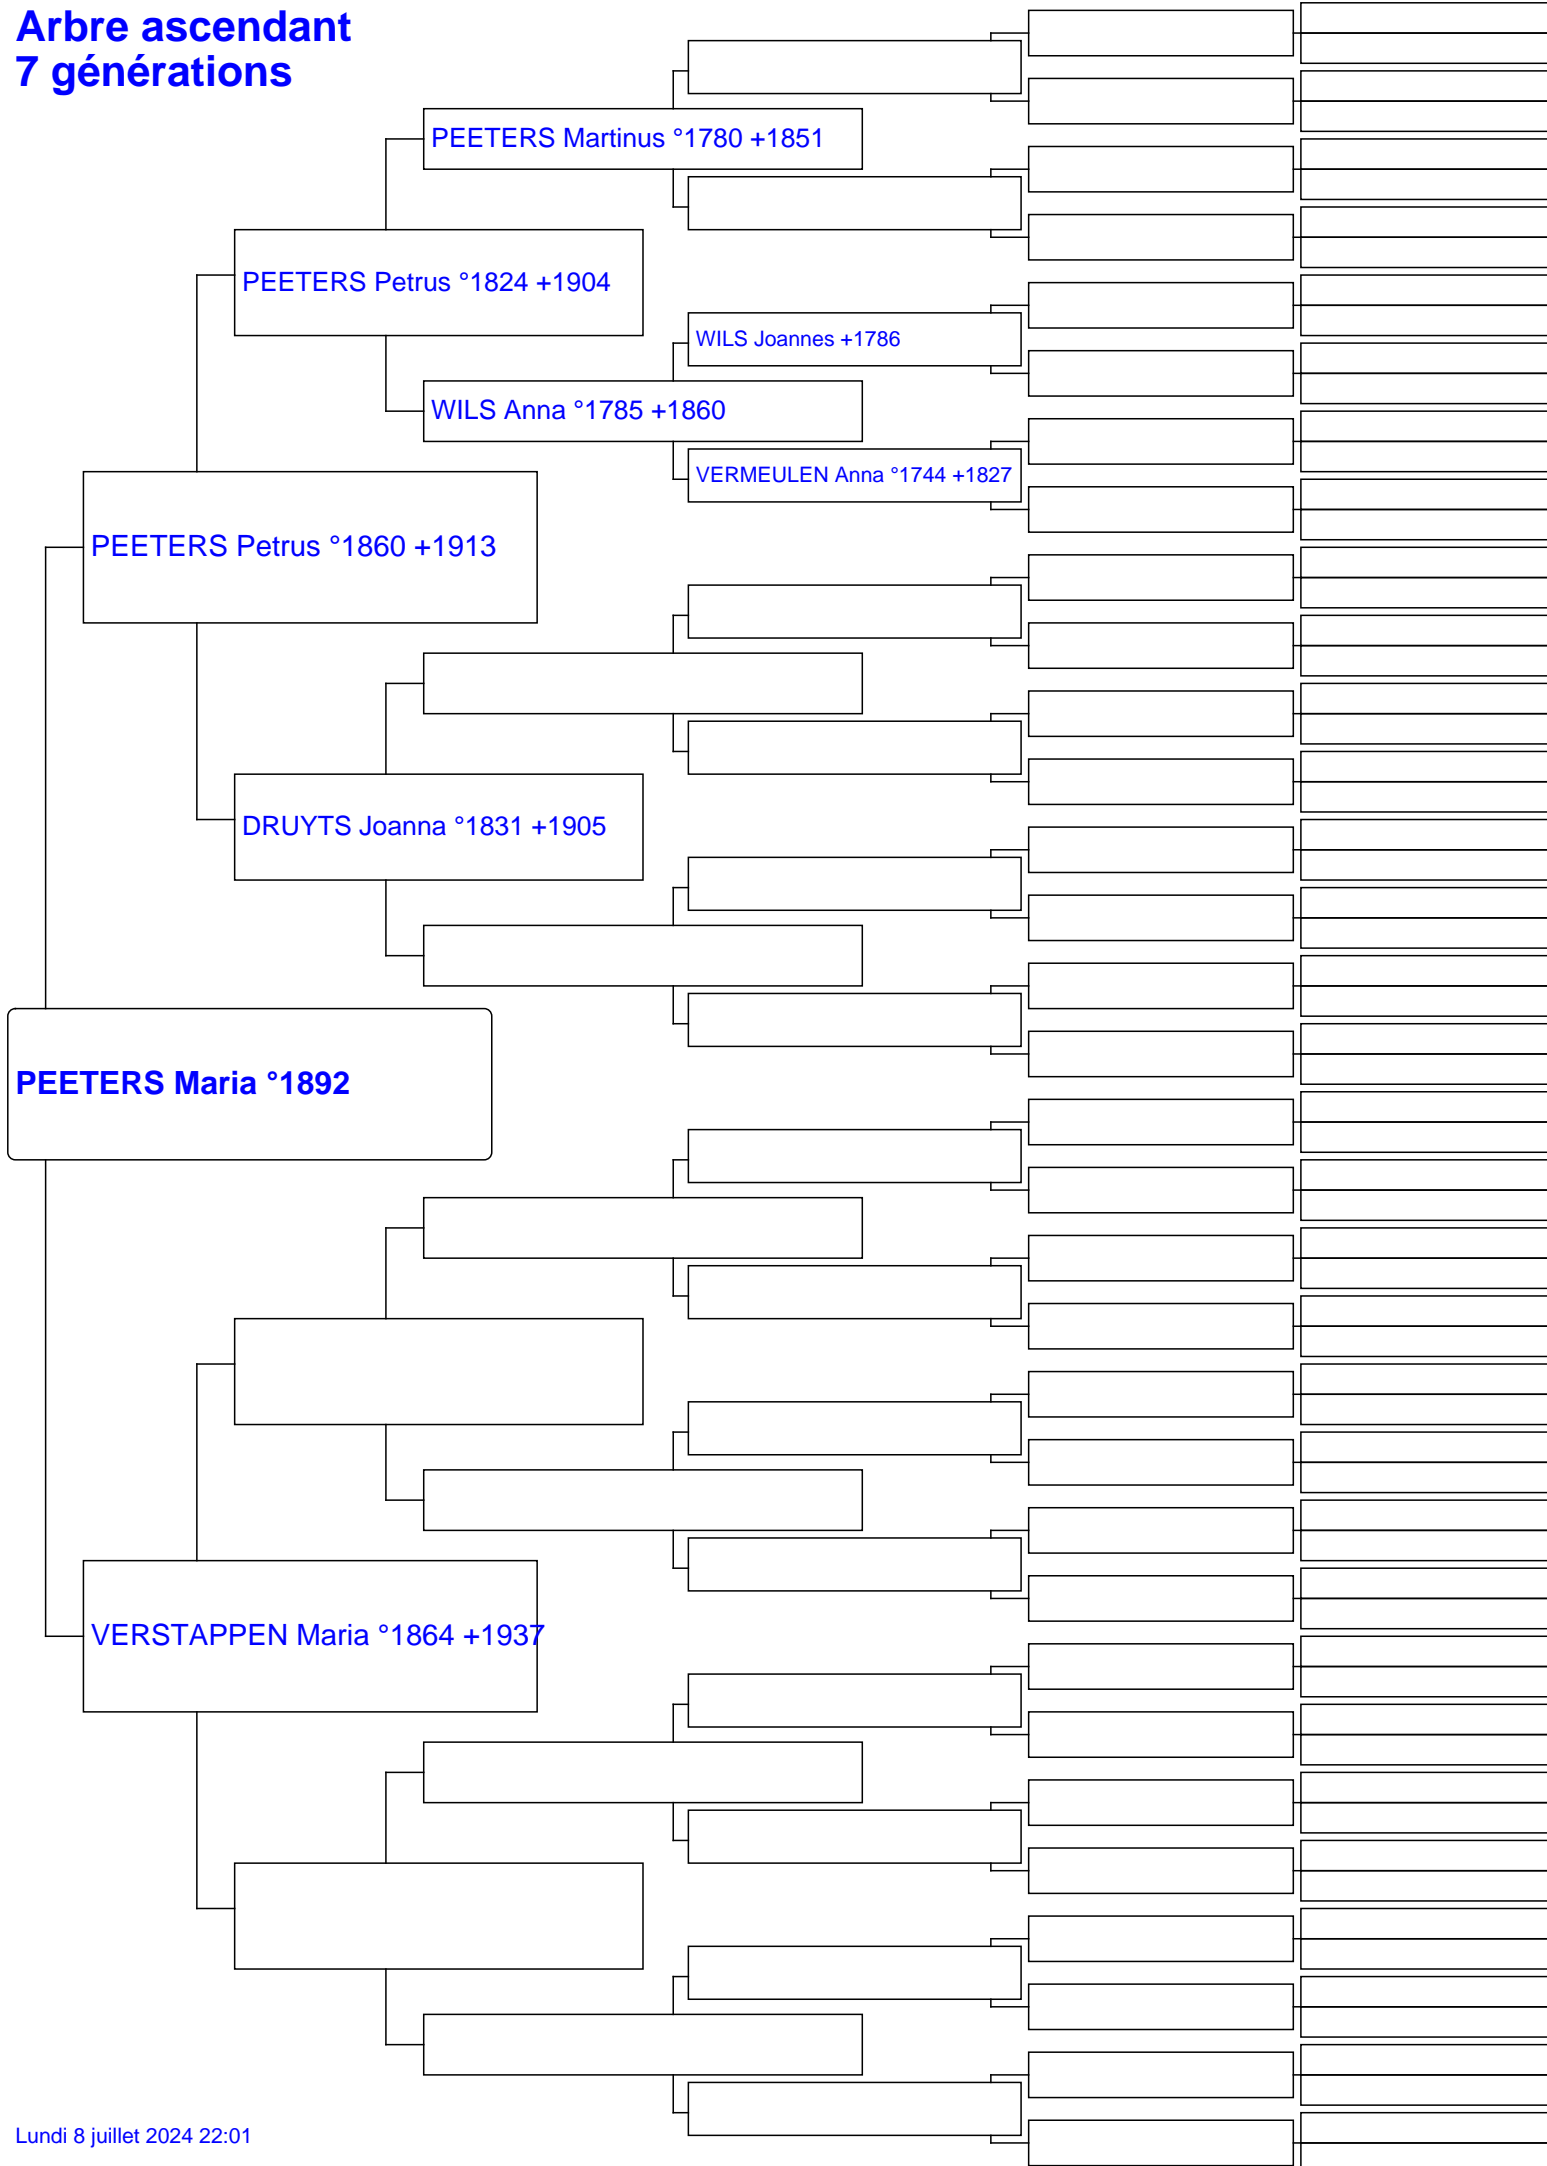 Arbre ascendant
7 générations
PEETERS Martinus °1780 +1851
PEETERS Petrus °1824 +1904
WILS Joannes +1786
WILS Anna °1785 +1860
VERMEULEN Anna °1744 +1827
PEETERS Petrus °1860 +1913
DRUYTS Joanna °1831 +1905
PEETERS Maria °1892
VERSTAPPEN Maria °1864 +1937
Lundi 8 juillet 2024 22:01